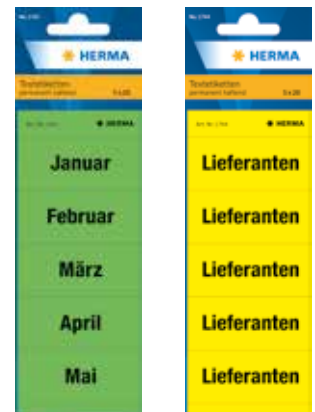 HERMA
Textetiketten
permanent haftend 5x20
HERMA
Januar
Februar
März
April
Mai
HERMA
Textetiketten
permanent haftend 5x20
HERMA
Lieferanten
Lieferanten
Lieferanten
Lieferanten
Lieferanten